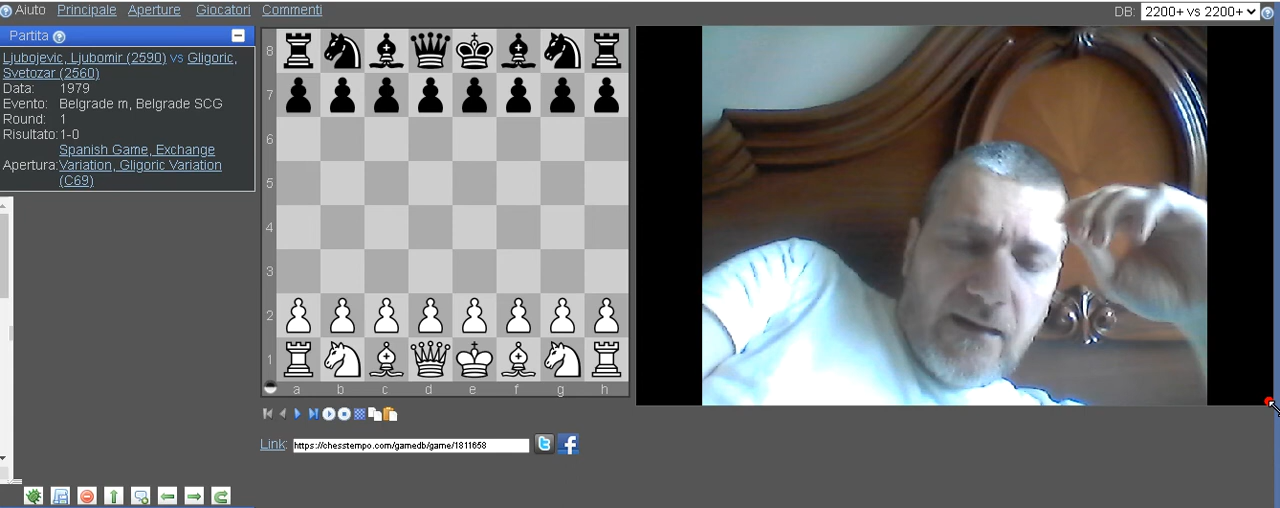 Aiuto Principale Aperture Giocatori Commenti
DB: 2200+ vs 2200+
Partita
Ljubojevic, Ljubomir (2590) vs Gligoric,
Svetozar (2560)
Data: 1979
Evento: Belgrade m, Belgrade SCG
Round: 1
Risultato: 1-0
Spanish Game, Exchange
Apertura: Variation, Gligoric Variation
(C69)
8
7
6
5
4
3
2
1
a b c d e f g h
Link: https://chesstempo.com/gamedb/game/1811658